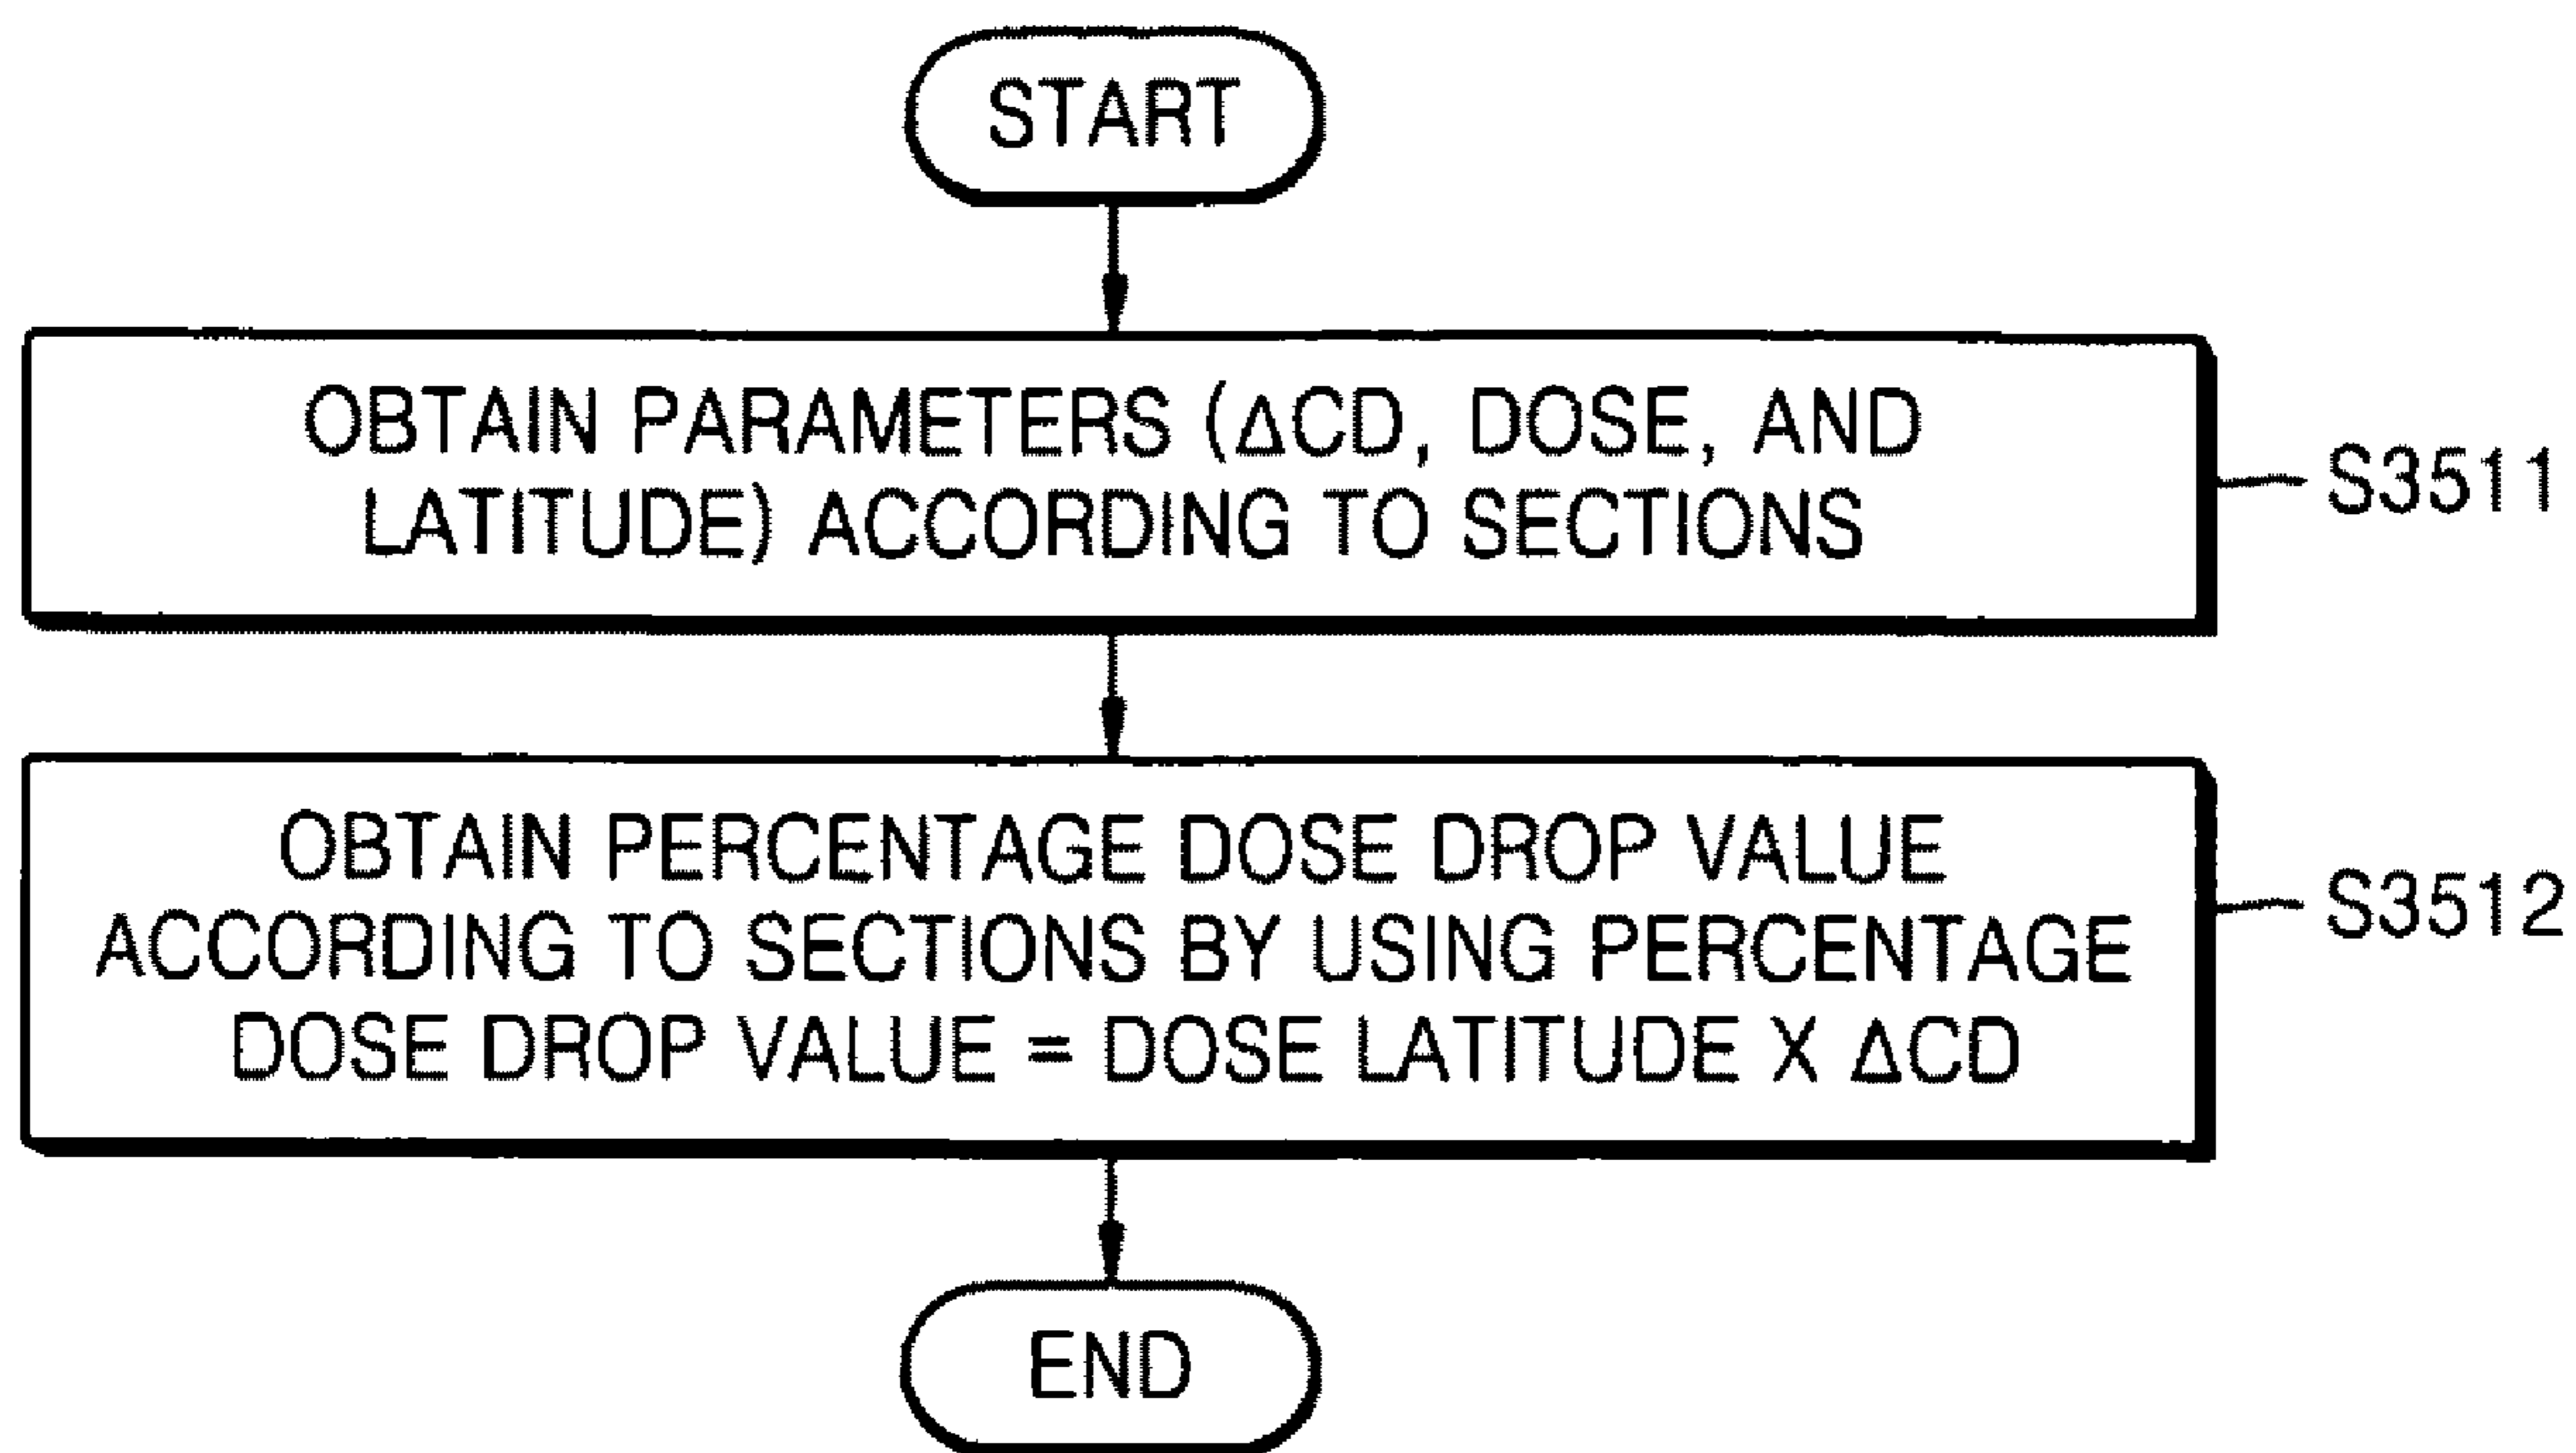 START
OBTAIN PARAMETERS (ΔCD, DOSE, AND
LATITUDE) ACCORDING TO SECTIONS
S3511
OBTAIN PERCENTAGE DOSE DROP VALUE
ACCORDING TO SECTIONS BY USING PERCENTAGE
DOSE DROP VALUE = DOSE LATITUDE X ΔCD
S3512
END